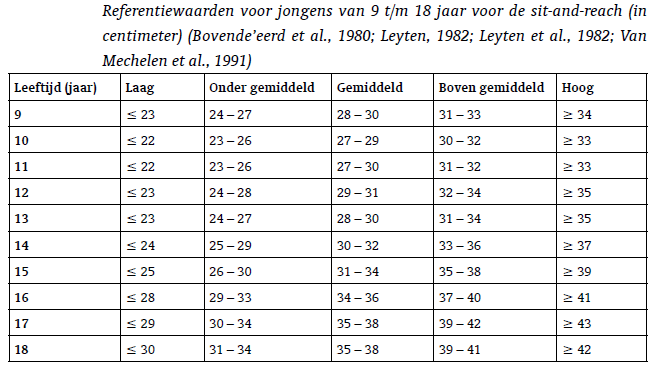 Referentiewaarden voor jongens van 9 t/m 18 jaar voor de sit-and-reach (in
centimeter) (Bovende'eerd et al., 1980; Leyten, 1982; Leyten et al., 1982; Van
Mechelen et al., 1991)
Leeftijd (jaar) Laag Onder gemiddeld Gemiddeld Boven gemiddeld Hoog
9 ≤ 23 24 – 27 28 – 30 31 – 33 ≥ 34
10 ≤ 22 23 – 26 27 – 29 30 – 32 ≥ 33
11 ≤ 22 23 – 26 27 – 30 31 – 32 ≥ 33
12 ≤ 23 24 – 28 29 – 31 32 – 34 ≥ 35
13 ≤ 23 24 – 27 28 – 30 31 – 34 ≥ 35
14 ≤ 24 25 – 29 30 – 32 33 – 36 ≥ 37
15 ≤ 25 26 – 30 31 – 34 35 – 38 ≥ 39
16 ≤ 28 29 – 33 34 – 36 37 – 40 ≥ 41
17 ≤ 29 30 – 34 35 – 38 39 – 42 ≥ 43
18 ≤ 30 31 – 34 35 – 38 39 – 41 ≥ 42